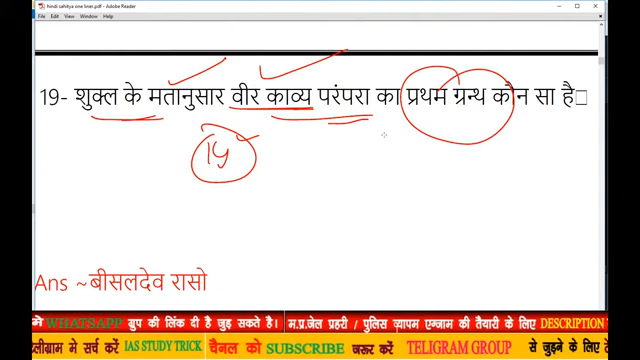 hindi sahitya one liner.pdf - Adobe Reader
File Edit View Window Help
19- शुक्ल के मतानुसार वीर काव्य परंपरा का प्रथम ग्रन्थ कौन सा है□
19
Ans ~बीसलदेव रासो
में WHATSAPP ग्रुप की लिंक दी है जुड़ सकते है.! म.प्र.जेल प्रहरी / पुलिस व्यापम एग्जाम की तैयारी के लिए DESCRIPTION
लीग्राम में सर्च करें IAS STUDY TRICK चैनल को SUBSCRIBE जरूर करें TELIGRAM GROUP से जुड़ने के लिए